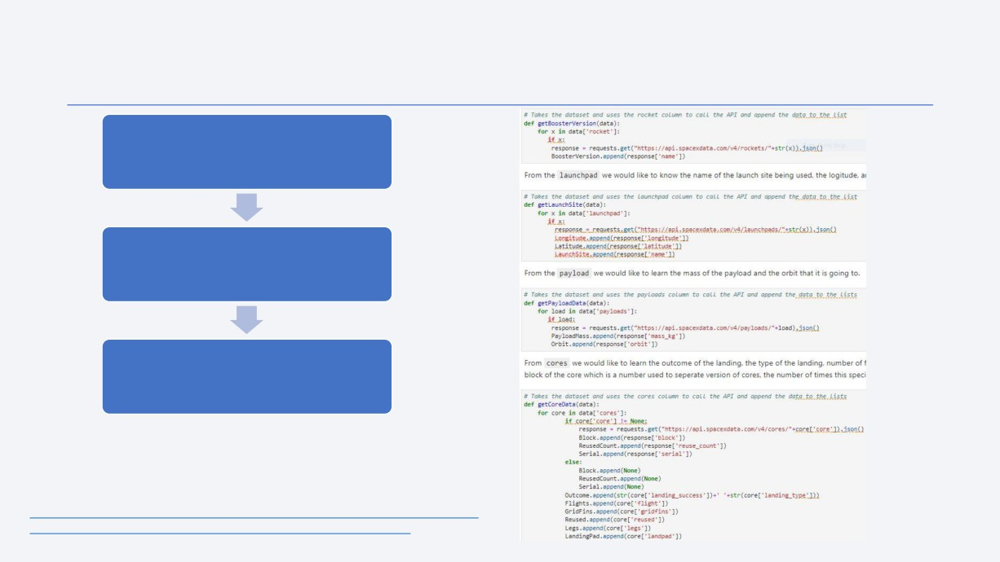 # Takes the dataset and uses the rocket column to call the API and append the data to the list
def getBoosterVersion(data):
    for x in data['rocket']:
       if x:
        response = requests.get("https://api.spacexdata.com/v4/rockets/"+str(x)).json()
        BoosterVersion.append(response['name'])
From the launchpad we would like to know the name of the launch site being used, the logitude, a
# Takes the dataset and uses the launchpad column to call the API and append the data to the list
def getLaunchSite(data):
    for x in data['launchpad']:
       if x:
         response = requests.get("https://api.spacexdata.com/v4/launchpads/"+str(x)).json()
         Longitude.append(response['longitude'])
         Latitude.append(response['latitude'])
         LaunchSite.append(response['name'])
From the payload we would like to learn the mass of the payload and the orbit that it is going to.
# Takes the dataset and uses the payloads column to call the API and append the data to the lists
def getPayloadData(data):
    for load in data['payloads']:
       if load:
        response = requests.get("https://api.spacexdata.com/v4/payloads/"+load).json()
        PayloadMass.append(response['mass_kg'])
        Orbit.append(response['orbit'])
From cores we would like to learn the outcome of the landing, the type of the landing, number of f
block of the core which is a number used to seperate version of cores, the number of times this speci
# Takes the dataset and uses the cores column to call the API and append the data to the lists
def getCoreData(data):
    for core in data['cores']:
            if core['core'] != None:
                response = requests.get("https://api.spacexdata.com/v4/cores/"+core['core']).json()
                Block.append(response['block'])
                ReusedCount.append(response['reuse_count'])
                Serial.append(response['serial'])
            else:
                Block.append(None)
                ReusedCount.append(None)
                Serial.append(None)
            Outcome.append(str(core['landing_success'])+' '+str(core['landing_type']))
            Flights.append(core['flight'])
            GridFins.append(core['gridfins'])
            Reused.append(core['reused'])
            Legs.append(core['legs'])
            LandingPad.append(core['landpad'])